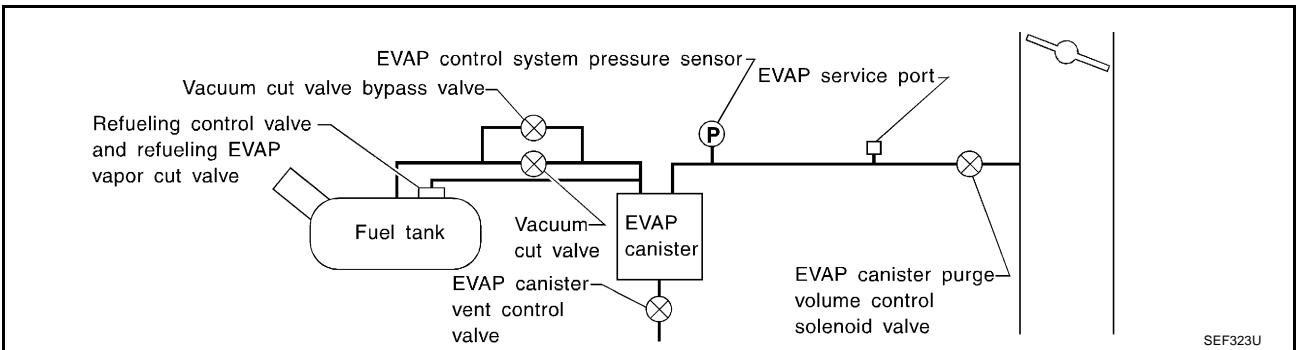 EVAP control system pressure sensor
EVAP service port
Vacuum cut valve bypass valve
Refueling control valve
and refueling EVAP
vapor cut valve
P
Fuel tank
Vacuum
cut valve
EVAP
canister
EVAP canister
vent control
valve
EVAP canister purge
volume control
solenoid valve
SEF323U